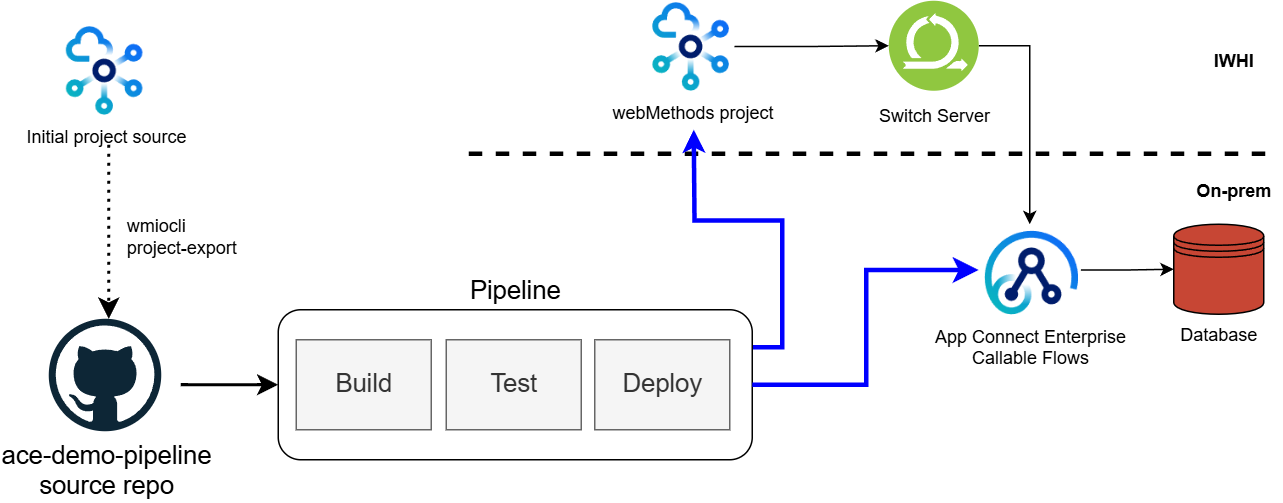 IWHI
webMethods project
Switch Server
Initial project source
On-prem
wmiocli
project-export
Pipeline
App Connect Enterprise
Callable Flows
Database
Build
Test
Deploy
ace-demo-pipeline
source repo